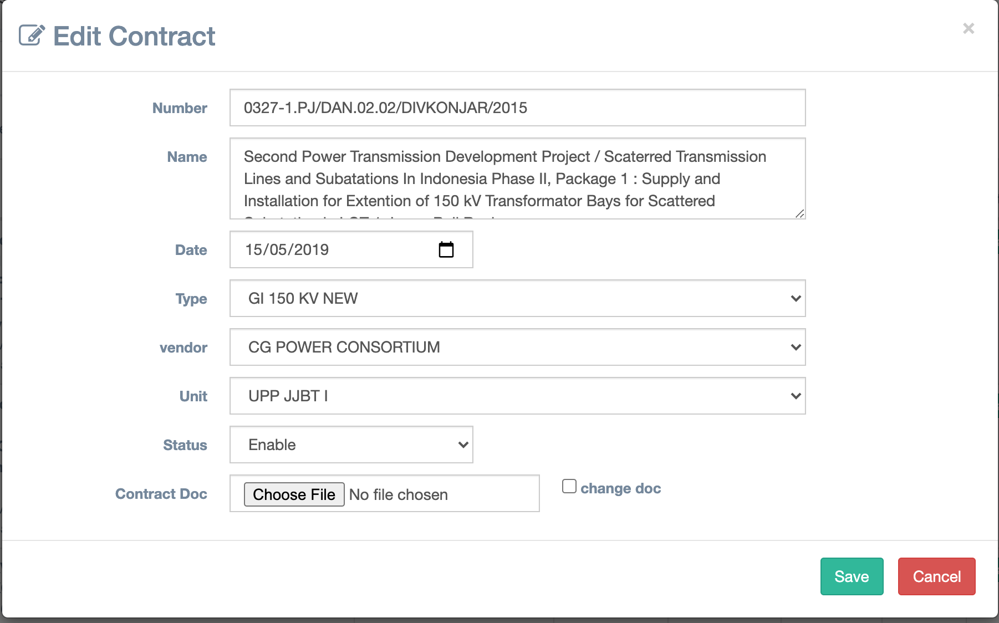 Edit Contract
×
Number
0327-1.PJ/DAN.02.02/DIVKONJAR/2015
Name
Second Power Transmission Development Project / Scaterred Transmission
Lines and Subatations In Indonesia Phase II, Package 1 : Supply and
Installation for Extention of 150 kV Transformator Bays for Scattered
Date
15/05/2019
Type
GI 150 KV NEW
vendor
CG POWER CONSORTIUM
Unit
UPP JJBT I
Status
Enable
Contract Doc
Choose File No file chosen
change doc
Save
Cancel